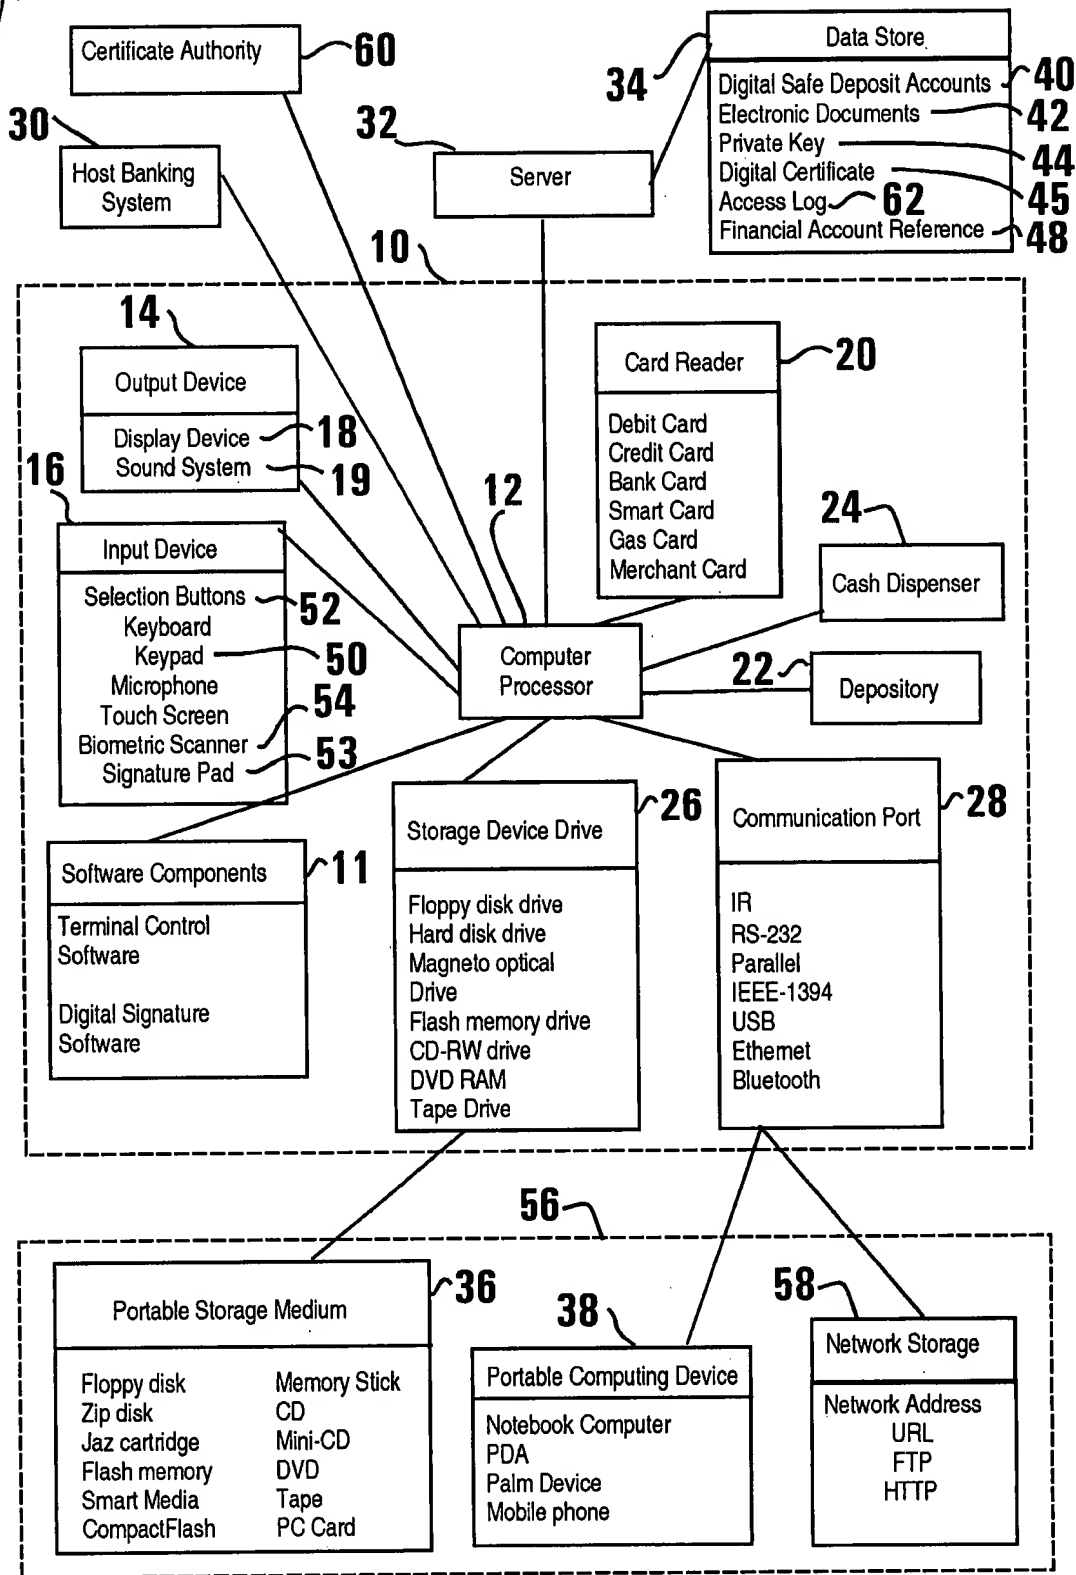 Certificate Authority
60
30
Host Banking
System
32
Server
34
Data Store
Digital Safe Deposit Accounts
40
Electronic Documents
42
Private Key
44
Digital Certificate
45
Access Log
62
Financial Account Reference
48
10
14
Output Device
Display Device
18
Sound System
19
16
Input Device
Selection Buttons
52
Keyboard
Keypad
50
Microphone
Touch Screen
54
Biometric Scanner
Signature Pad
53
12
Computer
Processor
Card Reader
20
Debit Card
Credit Card
Bank Card
Smart Card
Gas Card
Merchant Card
24
Cash Dispenser
22
Depository
Software Components
11
Terminal Control
Software
Digital Signature
Software
Storage Device Drive
26
Floppy disk drive
Hard disk drive
Magneto optical
Drive
Flash memory drive
CD-RW drive
DVD RAM
Tape Drive
Communication Port
28
IR
RS-232
Parallel
IEEE-1394
USB
Ethernet
Bluetooth
56
Portable Storage Medium
36
Floppy disk
Zip disk
Jaz cartridge
Flash memory
Smart Media
CompactFlash
Memory Stick
CD
Mini-CD
DVD
Tape
PC Card
38
Portable Computing Device
Notebook Computer
PDA
Palm Device
Mobile phone
58
Network Storage
Network Address
URL
FTP
HTTP